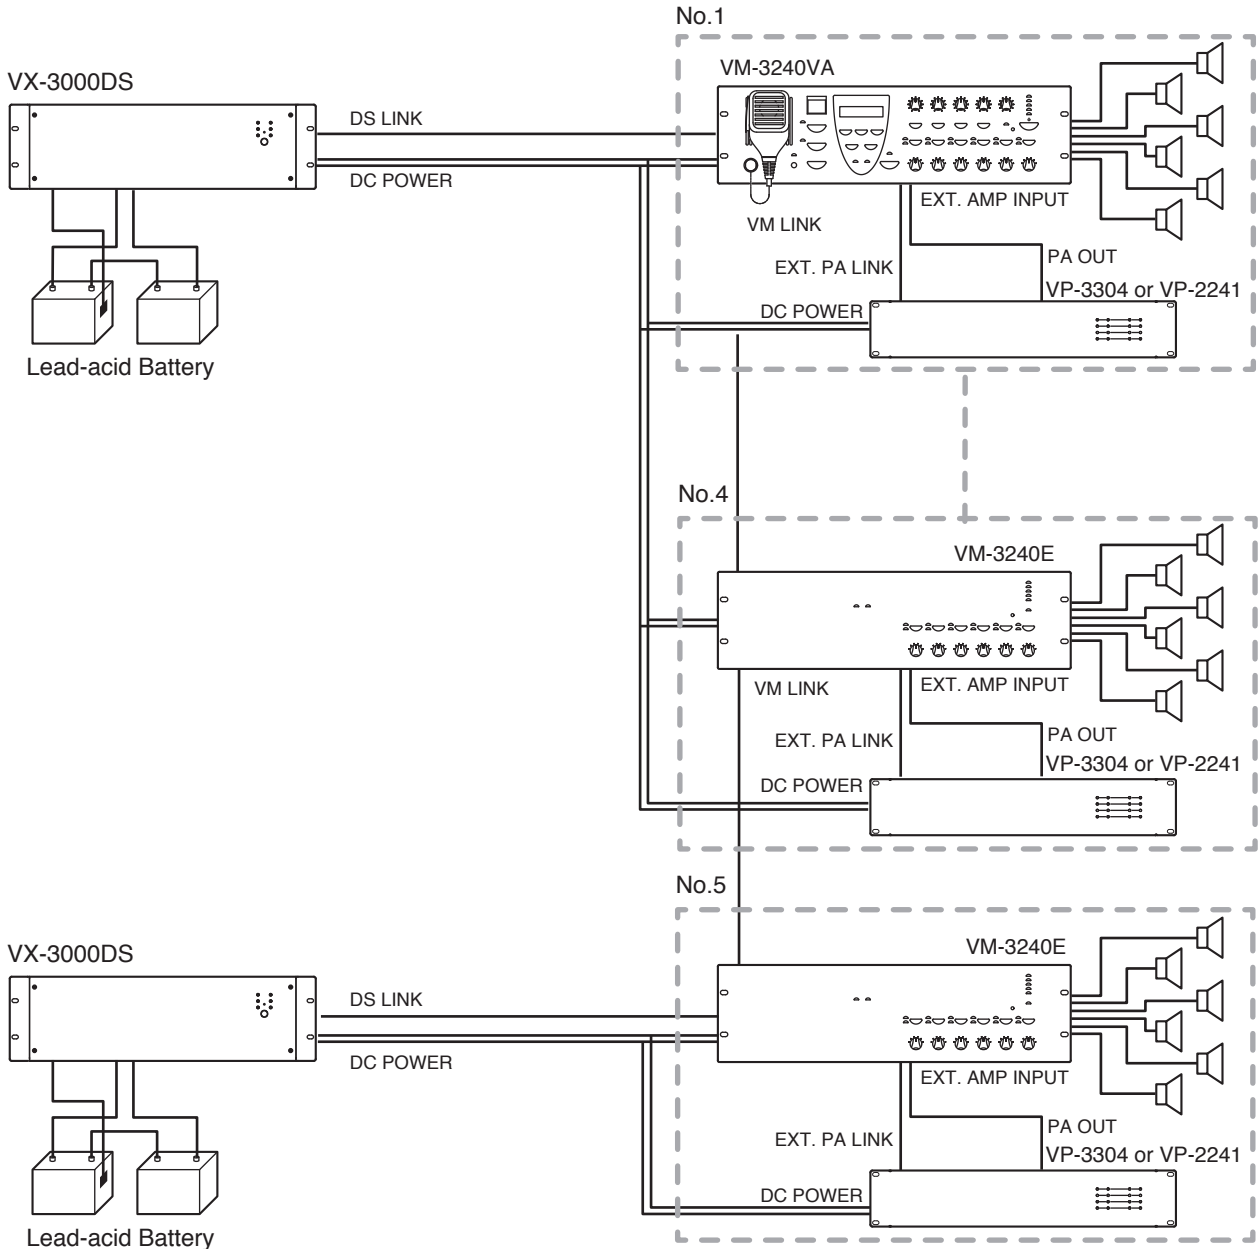 No.1
VX-3000DS
VM-3240VA
DS LINK
DC POWER
EXT. AMP INPUT
VM LINK
EXT. PA LINK
PA OUT
VP-3304 or VP-2241
DC POWER
Lead-acid Battery
No.4
VM-3240E
VM LINK
EXT. AMP INPUT
EXT. PA LINK
PA OUT
VP-3304 or VP-2241
DC POWER
No.5
VX-3000DS
VM-3240E
DS LINK
DC POWER
EXT. AMP INPUT
EXT. PA LINK
PA OUT
VP-3304 or VP-2241
DC POWER
Lead-acid Battery